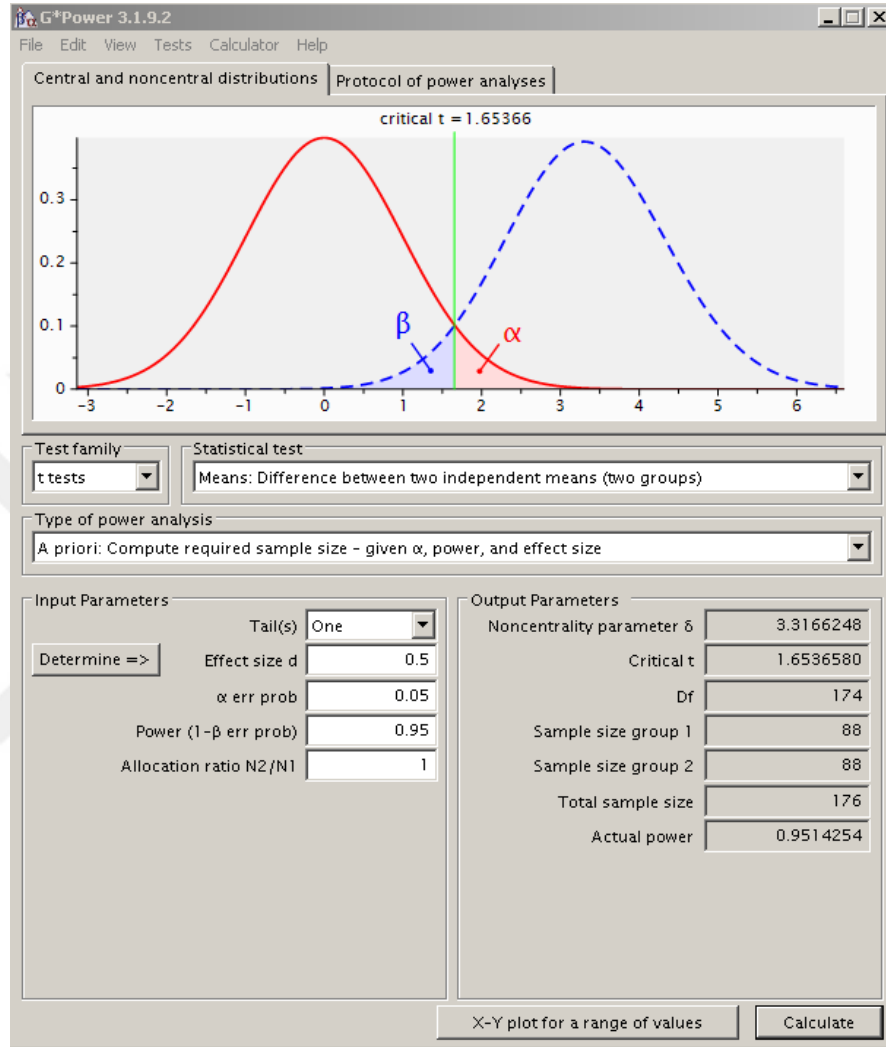 G*Power 3.1.9.2
File Edit View Tests Calculator Help
Central and noncentral distributions Protocol of power analyses
critical t = 1.65366
0.3
0.2
0.1
0
β α
-3 -2 -1 0 1 2 3 4 5 6
Test family Statistical test
t tests Means: Difference between two independent means (two groups)
Type of power analysis
A priori: Compute required sample size - given α, power, and effect size
Input Parameters
Tail(s) One
Determine => Effect size d 0.5
α err prob 0.05
Power (1-β err prob) 0.95
Allocation ratio N2/N1 1
Output Parameters
Noncentrality parameter δ 3.3166248
Critical t 1.6536580
Df 174
Sample size group 1 88
Sample size group 2 88
Total sample size 176
Actual power 0.9514254
X-Y plot for a range of values Calculate